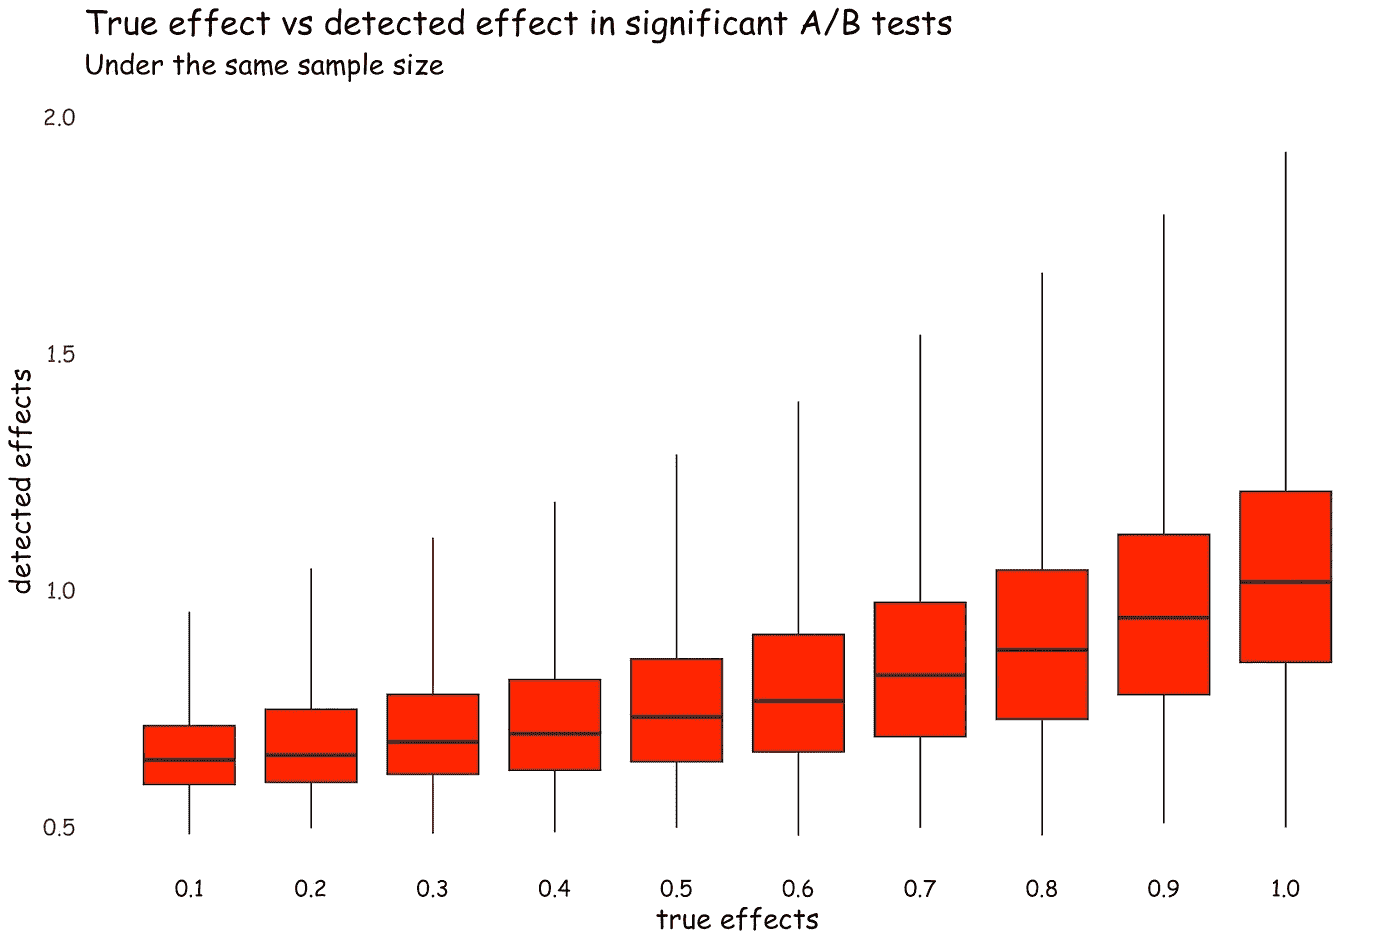 True effect vs detected effect in significant A/B tests
Under the same sample size
2.0
1.5
1.0
0.5
detected effects
0.1 0.2 0.3 0.4 0.5 0.6 0.7 0.8 0.9 1.0
true effects